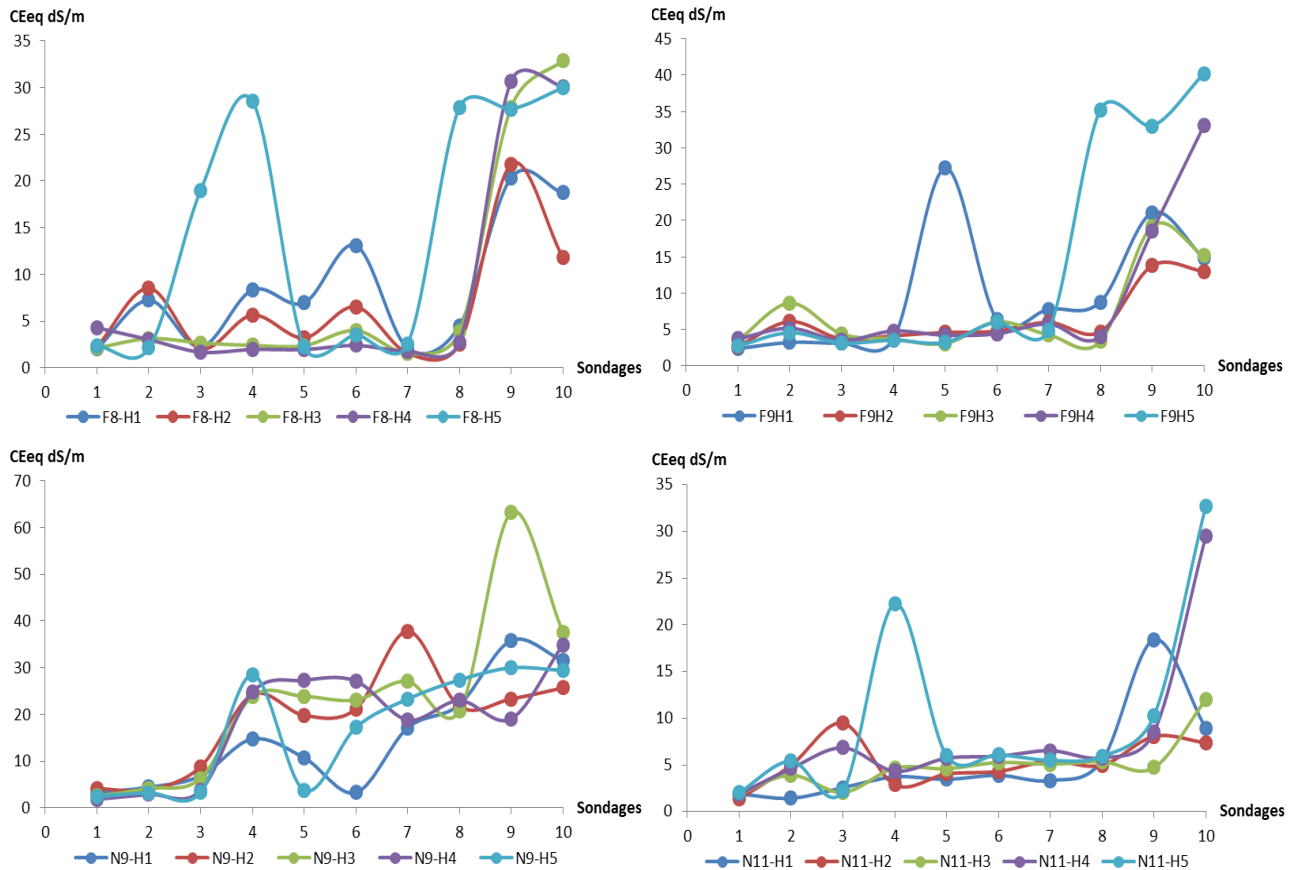 CEeq dS/m
35
30
25
20
15
10
5
0
0 1 2 3 4 5 6 7 8 9 10
Sondages
F8-H1 F8-H2 F8-H3 F8-H4 F8-H5
CEeq dS/m
45
40
35
30
25
20
15
10
5
0
0 1 2 3 4 5 6 7 8 9 10
Sondages
F9H1 F9H2 F9H3 F9H4 F9H5
CEeq dS/m
70
60
50
40
30
20
10
0
0 1 2 3 4 5 6 7 8 9 10
Sondages
N9-H1 N9-H2 N9-H3 N9-H4 N9-H5
CEeq dS/m
35
30
25
20
15
10
5
0
0 1 2 3 4 5 6 7 8 9 10
Sondages
N11-H1 N11-H2 N11-H3 N11-H4 N11-H5